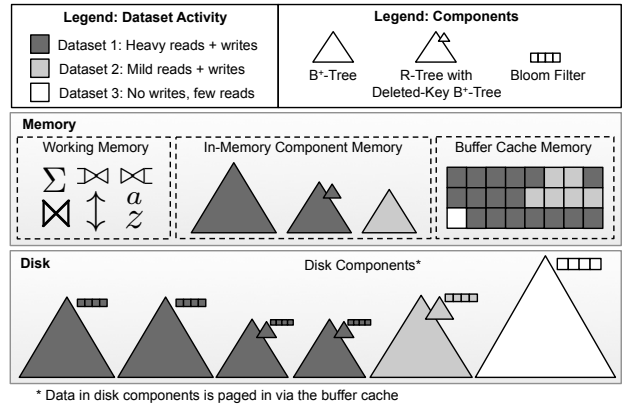 Legend: Dataset Activity
Dataset 1: Heavy reads + writes
Dataset 2: Mild reads + writes
Dataset 3: No writes, few reads
Legend: Components
B⁺-Tree
R-Tree with
Deleted-Key B⁺-Tree
Bloom Filter
Memory
Working Memory
Σ ⟕ ⟖
⋈ ↕ a
z
In-Memory Component Memory
Buffer Cache Memory
Disk
Disk Components*
* Data in disk components is paged in via the buffer cache